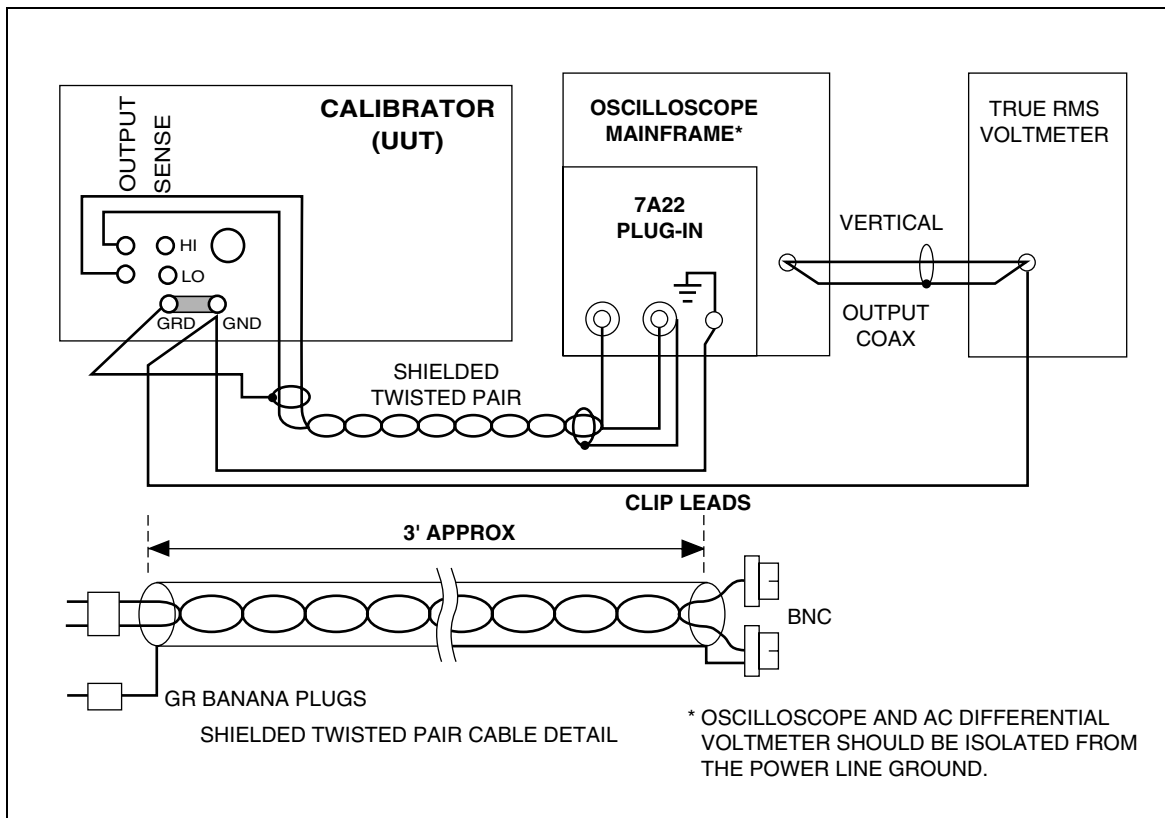 OUTPUT
SENSE
CALIBRATOR
(UUT)
HI
LO
GRD
GND
OSCILLOSCOPE
MAINFRAME*
7A22
PLUG-IN
TRUE RMS
VOLTMETER
VERTICAL
OUTPUT
COAX
SHIELDED
TWISTED PAIR
CLIP LEADS
3' APPROX
BNC
GR BANANA PLUGS
SHIELDED TWISTED PAIR CABLE DETAIL
* OSCILLOSCOPE AND AC DIFFERENTIAL
VOLTMETER SHOULD BE ISOLATED FROM
THE POWER LINE GROUND.